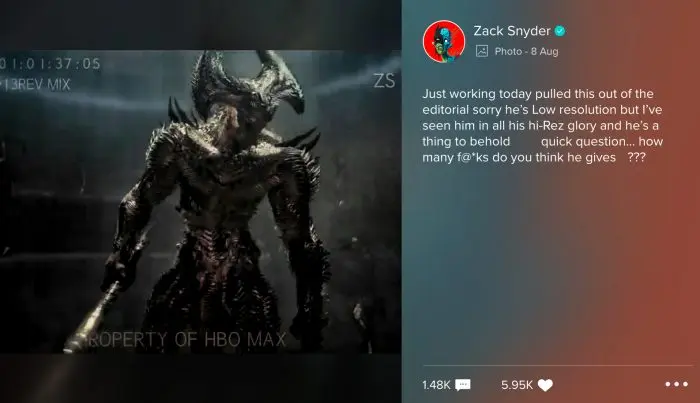 01:01:37:05
13REV MIX
ZS
PROPERTY OF HBO MAX
Zack Snyder
Photo - 8 Aug
Just working today pulled this out of the
editorial sorry he's Low resolution but I've
seen him in all his hi-Rez glory and he's a
thing to behold quick question... how
many f@*ks do you think he gives ???
1.48K
5.95K